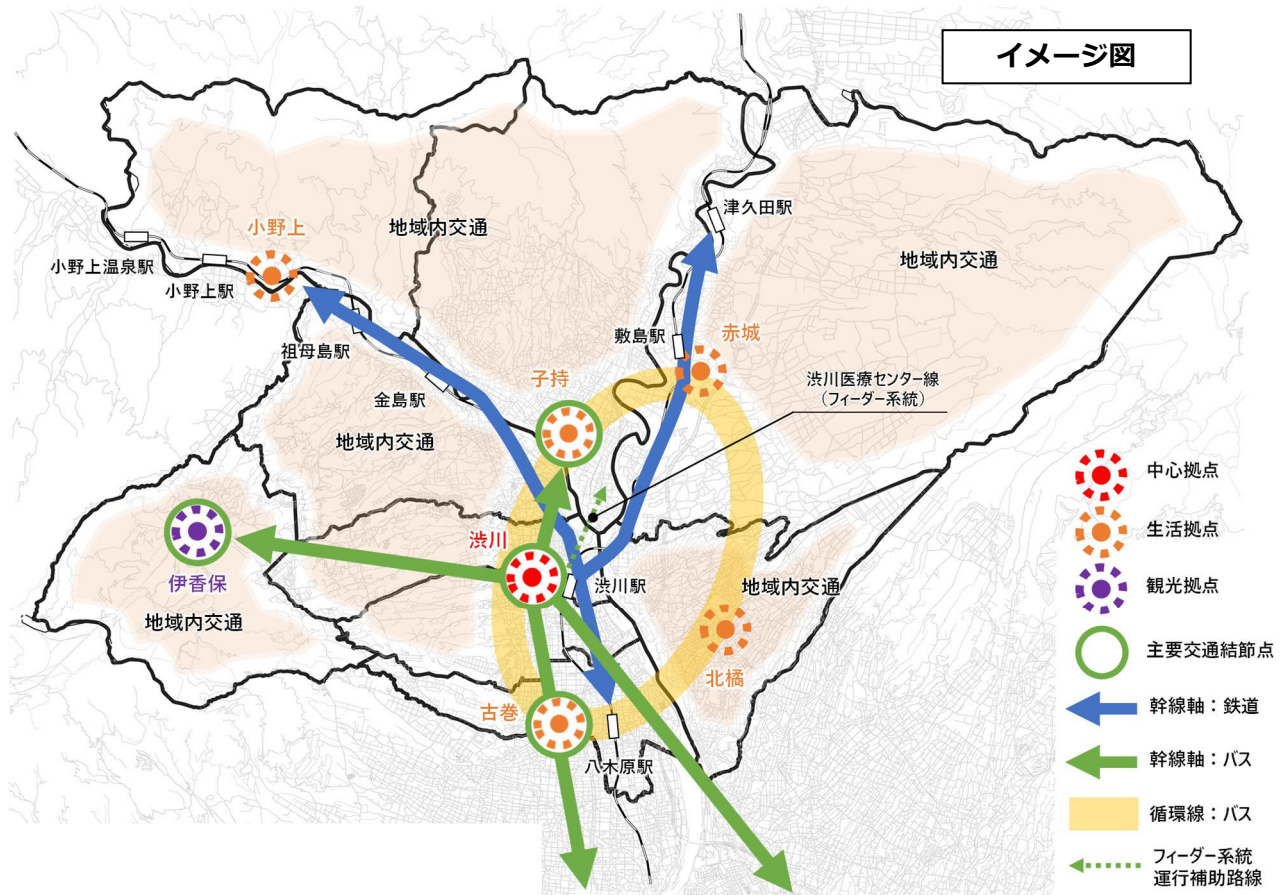 イメージ図
津久田駅
小野上
地域内交通
地域内交通
小野上温泉駅
小野上駅
敷島駅
赤城
祖母島駅
子持
渋川医療センター線
（フィーダー系統）
金島駅
地域内交通
中心拠点
渋川
生活拠点
伊香保
渋川駅
地域内交通
観光拠点
地域内交通
主要交通結節点
北橘
古巻
幹線軸：鉄道
八木原駅
幹線軸：バス
循環線：バス
フィーダー系統
運行補助路線